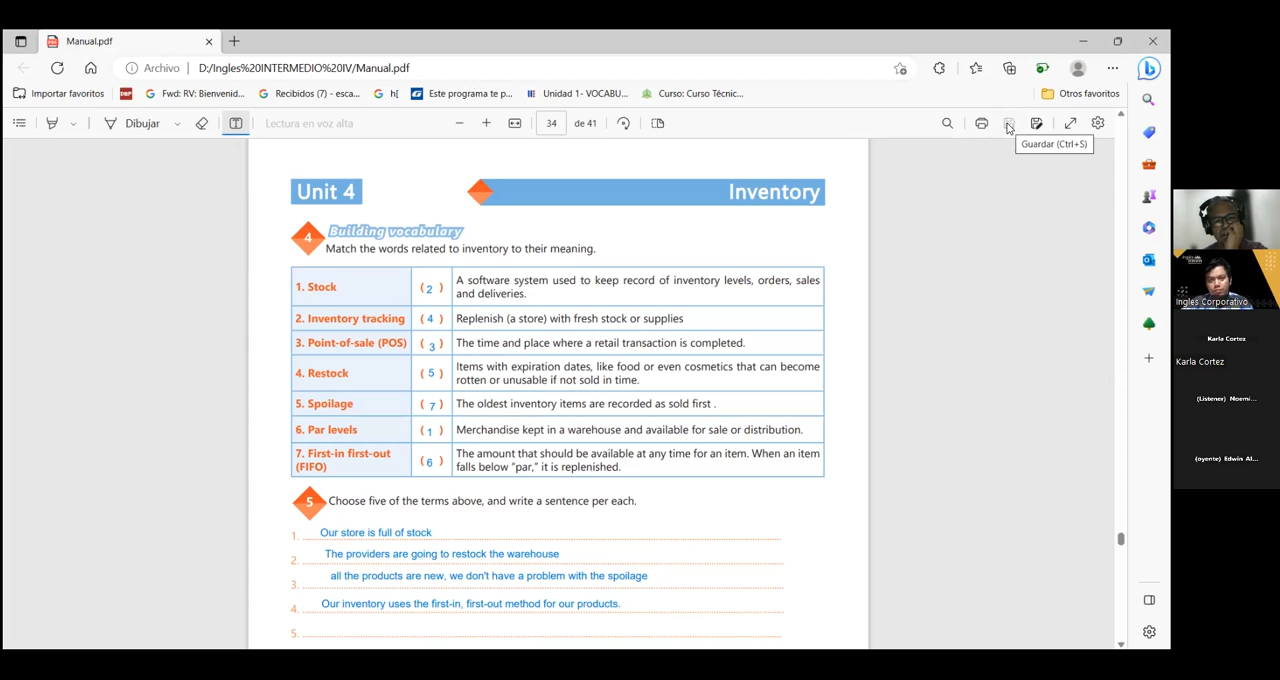 Manual.pdf
Archivo | D:/Ingles%20INTERMEDIO%20IV/Manual.pdf
Importar favoritos
Fwd: RV: Bienvenid...
Recibidos (7) - esca...
h[
Este programa te p...
Unidad 1- VOCABU...
Curso: Curso Técnic...
Otros favoritos
Dibujar
Lectura en voz alta
34 de 41
Guardar (Ctrl+S)
Unit 4
Inventory
4 Building vocabulary
Match the words related to inventory to their meaning.
1. Stock ( 2 ) A software system used to keep record of inventory levels, orders, sales
and deliveries.
2. Inventory tracking ( 4 ) Replenish (a store) with fresh stock or supplies
3. Point-of-sale (POS) ( 3 ) The time and place where a retail transaction is completed.
4. Restock ( 5 ) Items with expiration dates, like food or even cosmetics that can become
rotten or unusable if not sold in time.
5. Spoilage ( 7 ) The oldest inventory items are recorded as sold first .
6. Par levels ( 1 ) Merchandise kept in a warehouse and available for sale or distribution.
7. First-in first-out
(FIFO) ( 6 ) The amount that should be available at any time for an item. When an item
falls below "par," it is replenished.
5 Choose five of the terms above, and write a sentence per each.
1. Our store is full of stock
2. The providers are going to restock the warehouse
3. all the products are new, we don't have a problem with the spoilage
4. Our inventory uses the first-in, first-out method for our products.
5.
Ingles Corporativo
Karla Cortez
Karla Cortez
(Listener) Noemi...
(oyente) Edwin Al...